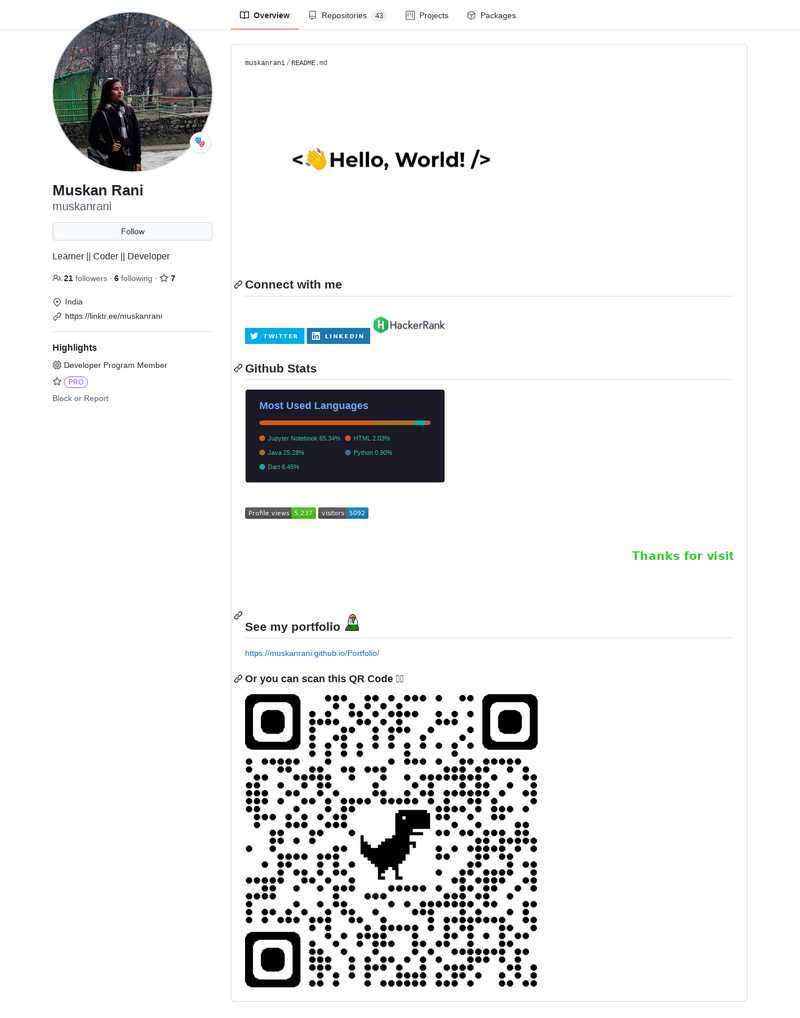 Overview
Repositories 43
Projects
Packages
Muskan Rani
muskanrani
Follow
Learner || Coder || Developer
21 followers · 6 following · 7
India
https://linktr.ee/muskanrani
Highlights
Developer Program Member
PRO
Block or Report
muskanrani / README.md
<👋Hello, World! />
Connect with me
TWITTER
LINKEDIN
HackerRank
Github Stats
Most Used Languages
Jupyter Notebook 65.34%
HTML 2.03%
Java 25.28%
Python 0.90%
Dart 6.45%
Profile views 5,237
visitors 5092
Thanks for visit
See my portfolio
https://muskanrani.github.io/Portfolio/
Or you can scan this QR Code